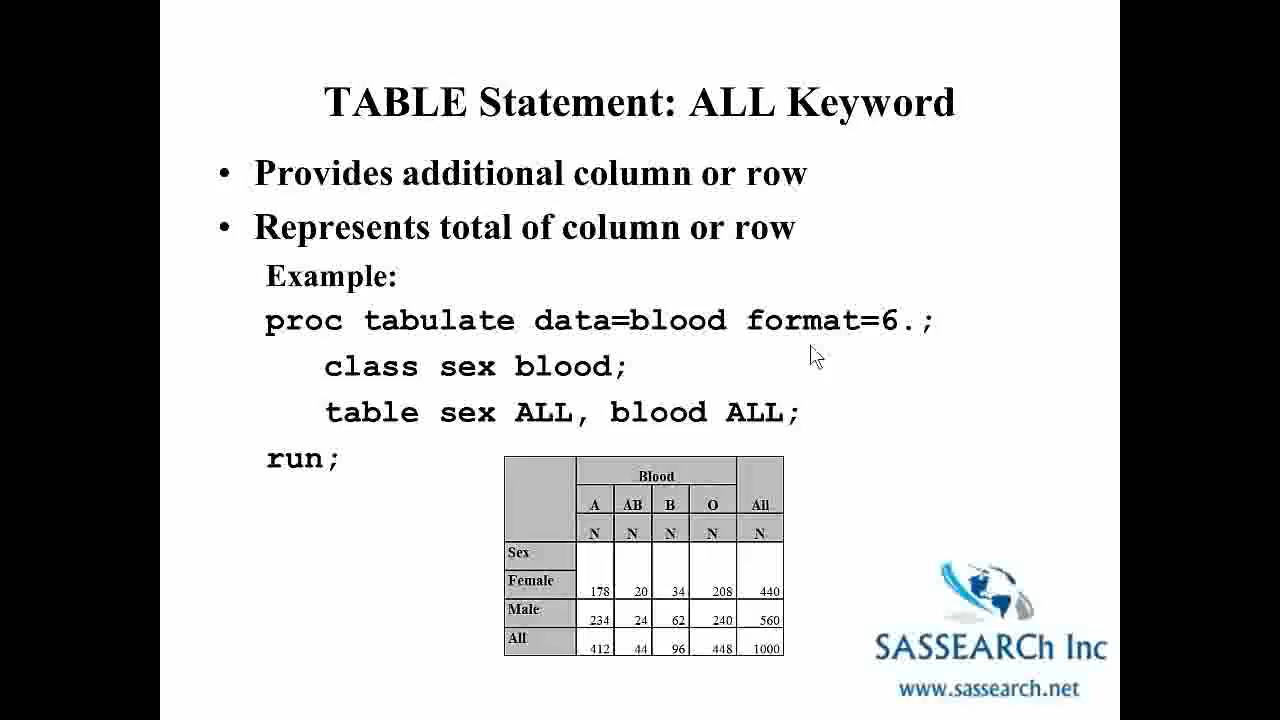 TABLE Statement: ALL Keyword
• Provides additional column or row
• Represents total of column or row
Example:
proc tabulate data=blood format=6.;
class sex blood;
table sex ALL, blood ALL;
run;
Blood
A AB B O All
N N N N N
Sex
Female 178 20 34 208 440
Male 234 24 62 240 560
All 412 44 96 448 1000
SASSEARCh Inc
www.sassearch.net